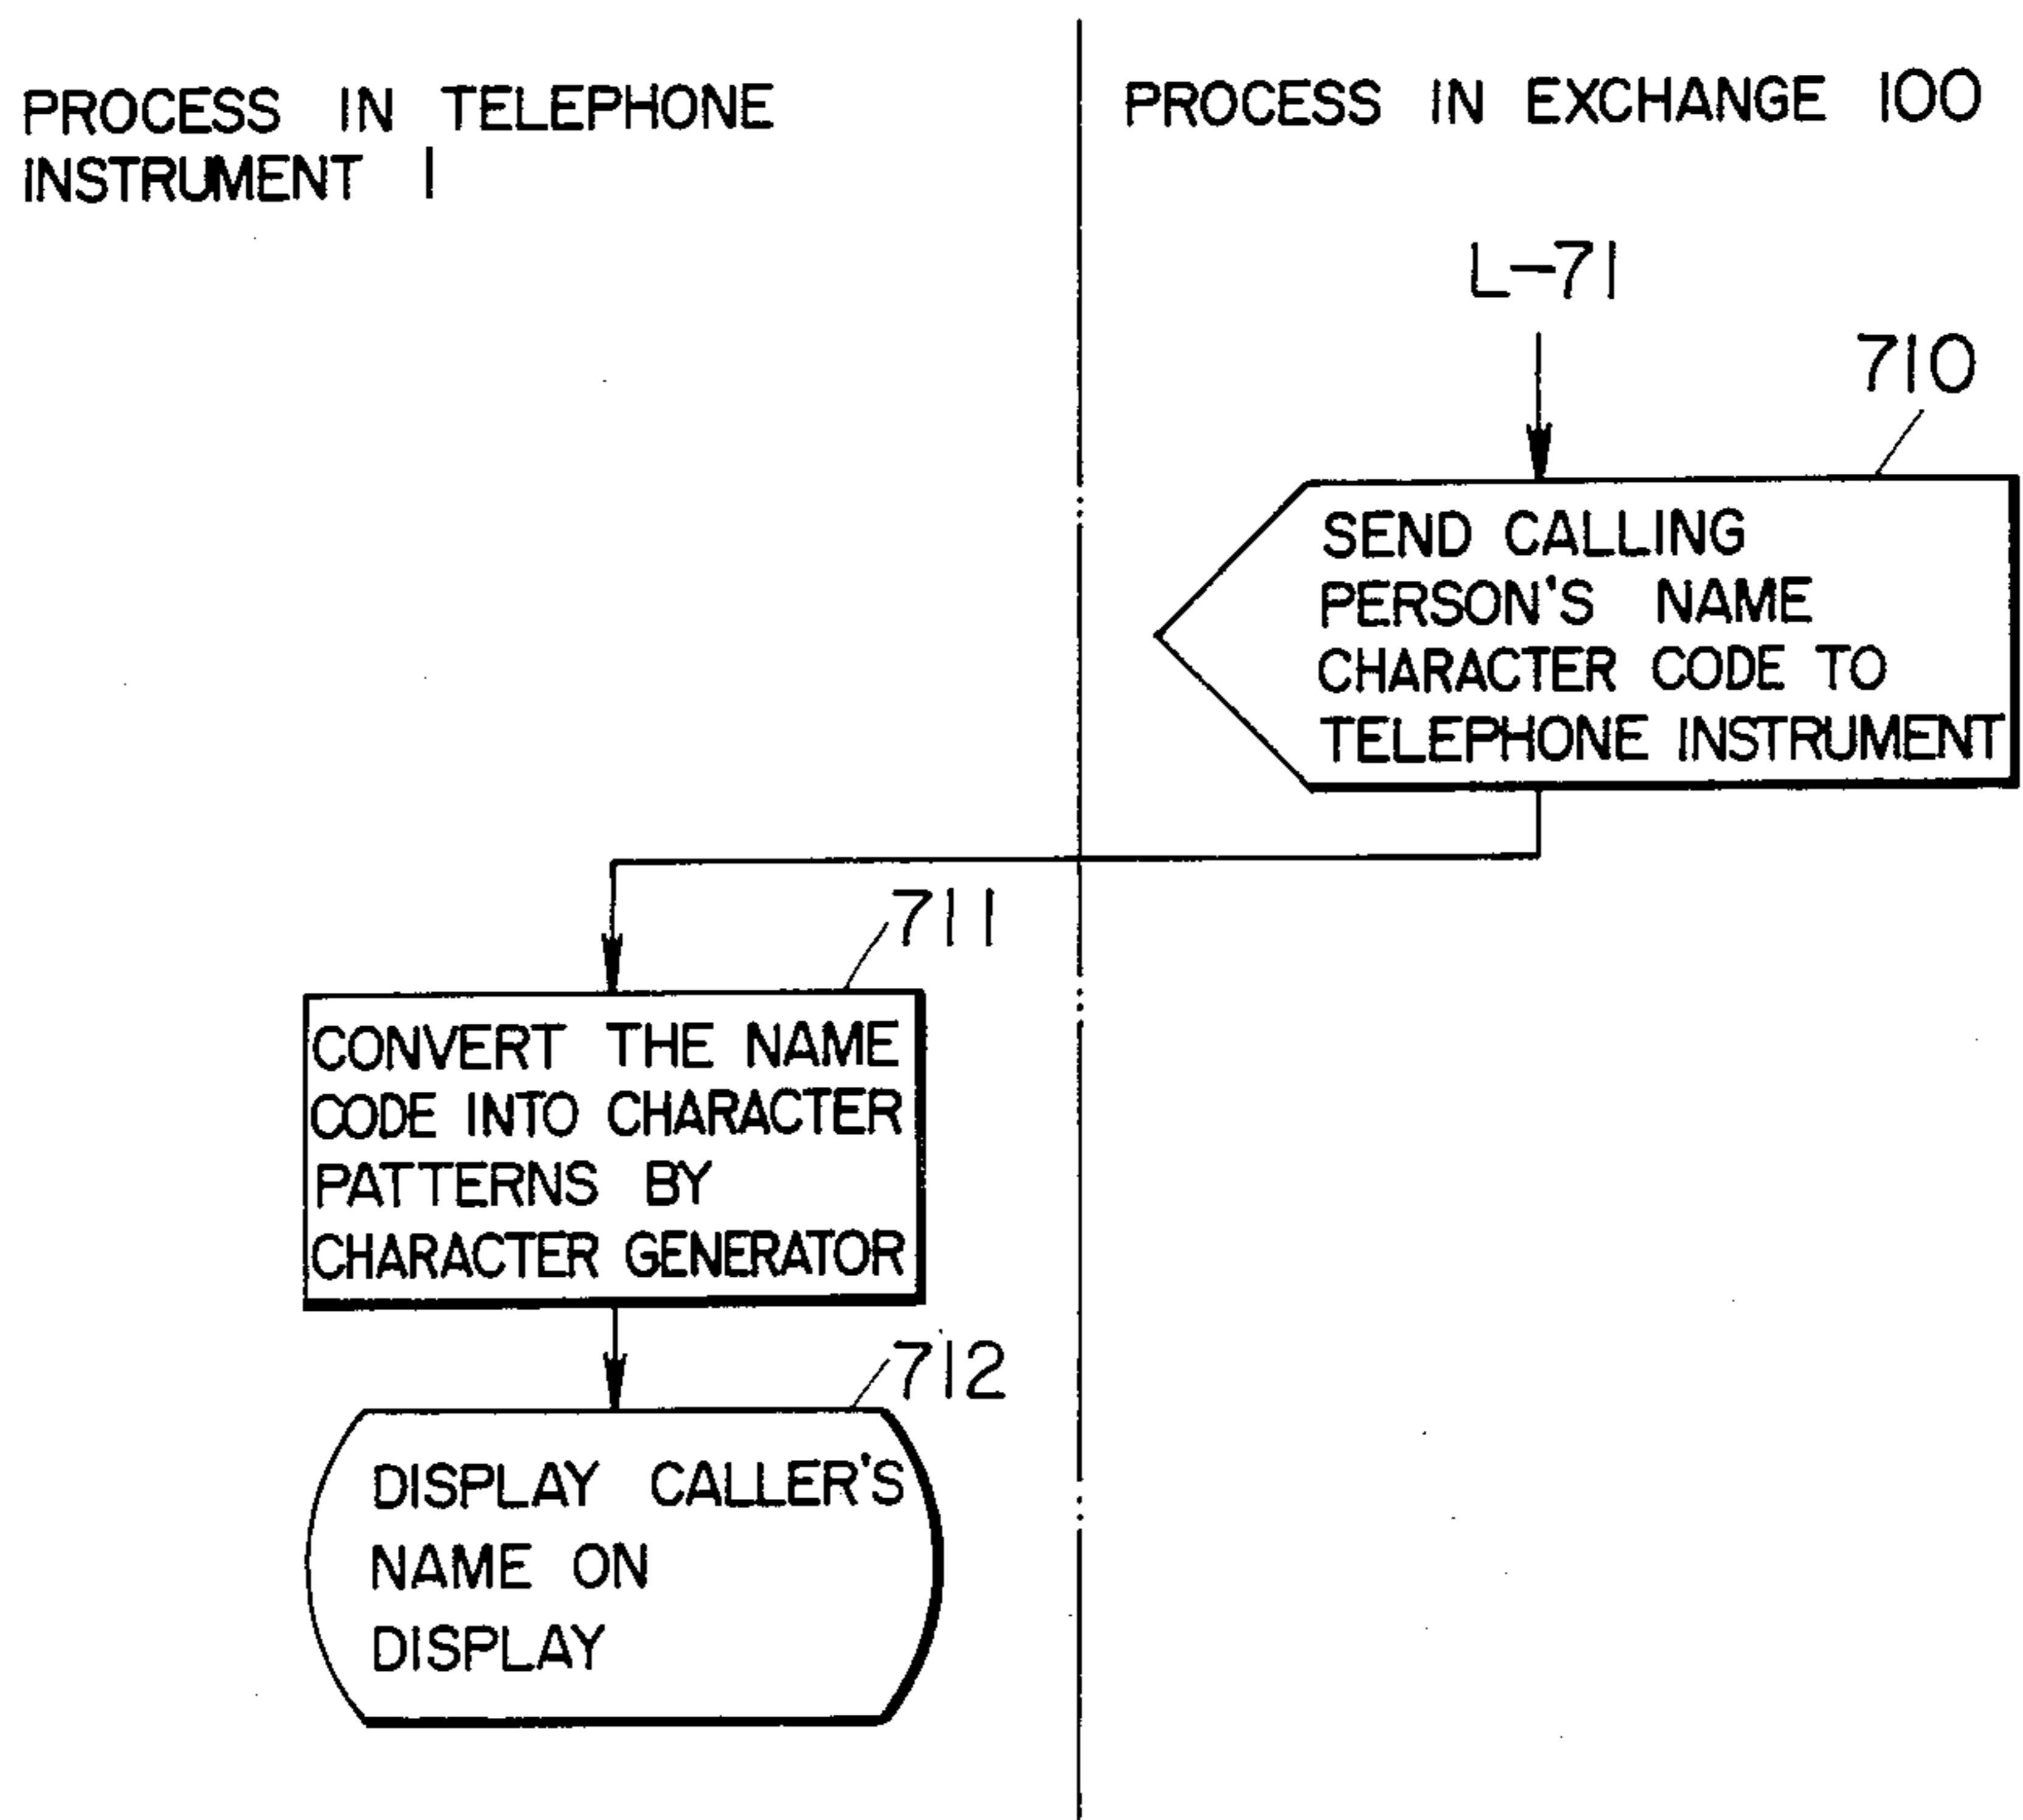 PROCESS IN TELEPHONE
INSTRUMENT 1
PROCESS IN EXCHANGE 100
L-71
710
SEND CALLING
PERSON'S NAME
CHARACTER CODE TO
TELEPHONE INSTRUMENT
711
CONVERT THE NAME
CODE INTO CHARACTER
PATTERNS BY
CHARACTER GENERATOR
712
DISPLAY CALLER'S
NAME ON
DISPLAY